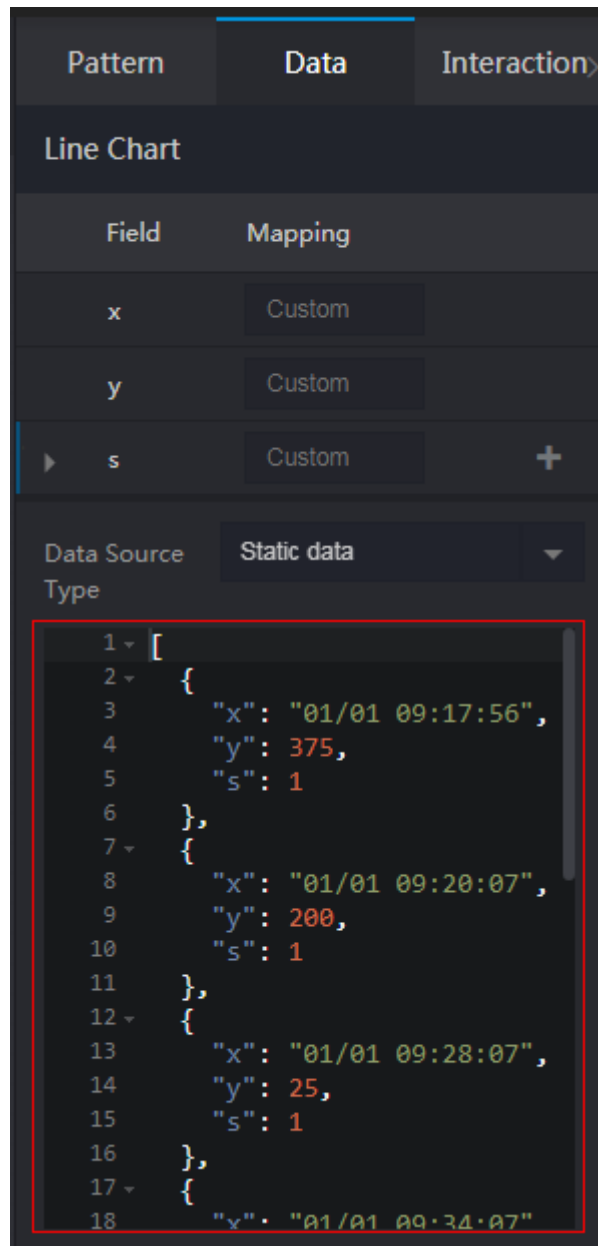 Pattern Data Interaction
Line Chart
Field Mapping
x Custom
y Custom
s Custom +
Data Source Static data
Type
1 [
2 {
3 "x": "01/01 09:17:56",
4 "y": 375,
5 "s": 1
6 },
7 {
8 "x": "01/01 09:20:07",
9 "y": 200,
10 "s": 1
11 },
12 {
13 "x": "01/01 09:28:07",
14 "y": 25,
15 "s": 1
16 },
17 {
18 "x": "01/01 09:34:07"